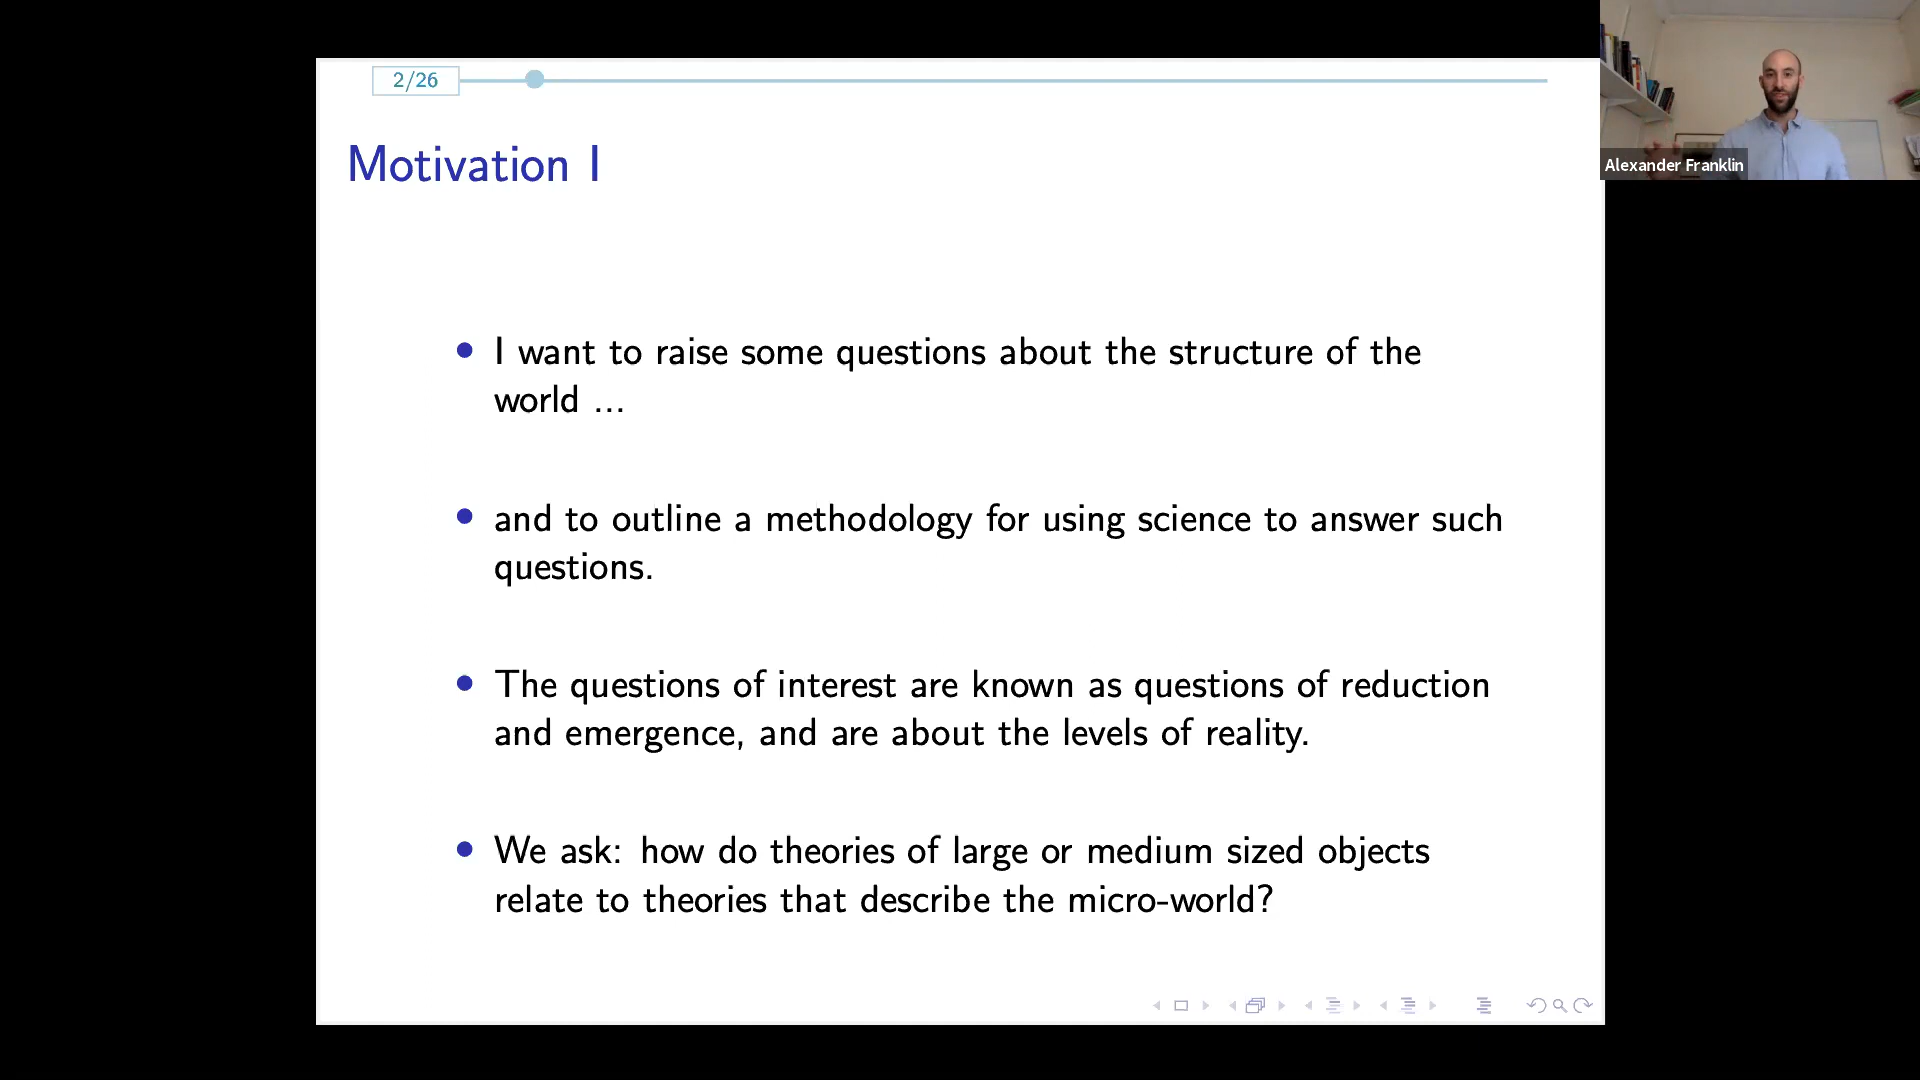 2/26
Motivation I
I want to raise some questions about the structure of the
world ...
and to outline a methodology for using science to answer such
questions.
The questions of interest are known as questions of reduction
and emergence, and are about the levels of reality.
We ask: how do theories of large or medium sized objects
relate to theories that describe the micro-world?
Alexander Franklin